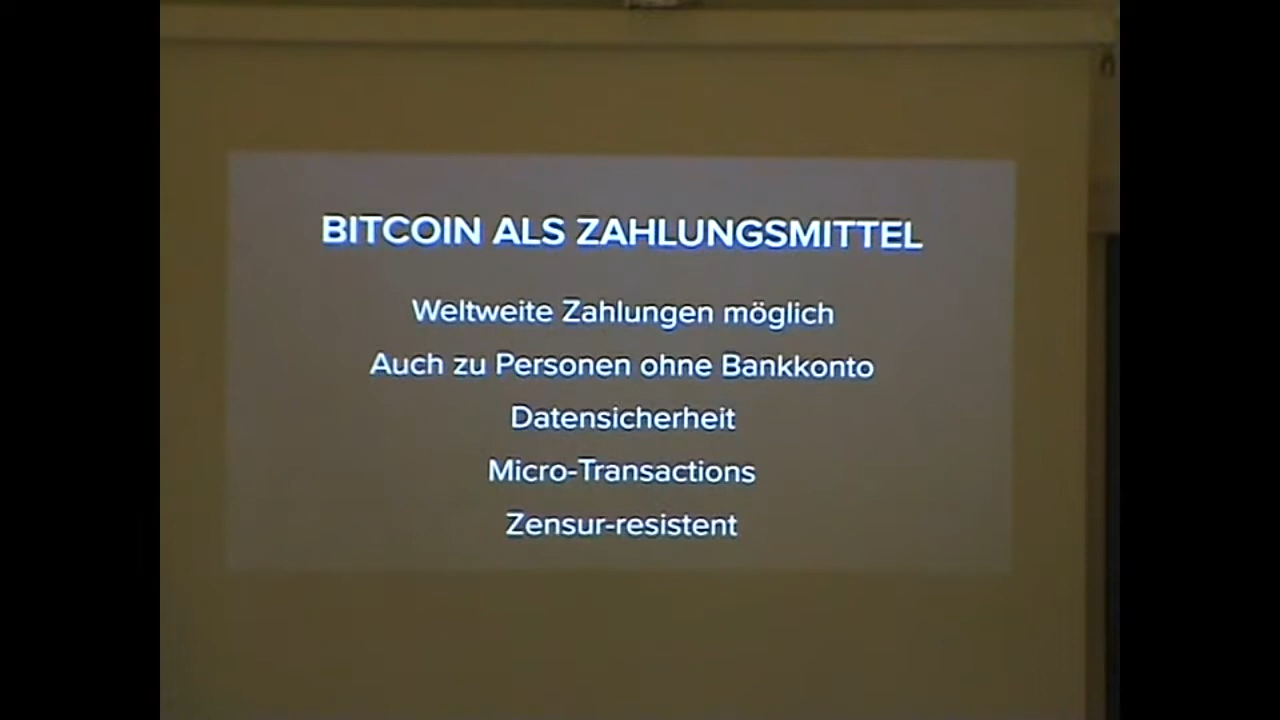 BITCOIN ALS ZAHLUNGSMITTEL
Weltweite Zahlungen möglich
Auch zu Personen ohne Bankkonto
Datensicherheit
Micro-Transactions
Zensur-resistent